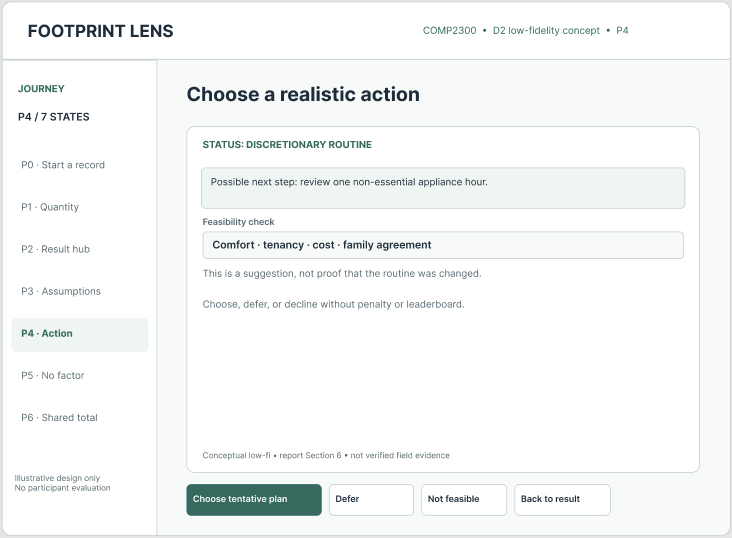 FOOTPRINT LENS
COMP2300 • D2 low-fidelity concept • P4
JOURNEY
P4 / 7 STATES
P0 · Start a record
P1 · Quantity
P2 · Result hub
P3 · Assumptions
P4 · Action
P5 · No factor
P6 · Shared total
Illustrative design only
No participant evaluation
Choose a realistic action
STATUS: DISCRETIONARY ROUTINE
Possible next step: review one non-essential appliance hour.
Feasibility check
Comfort · tenancy · cost · family agreement
This is a suggestion, not proof that the routine was changed.
Choose, defer, or decline without penalty or leaderboard.
Conceptual low-fi • report Section 6 • not verified field evidence
Choose tentative plan
Defer
Not feasible
Back to result